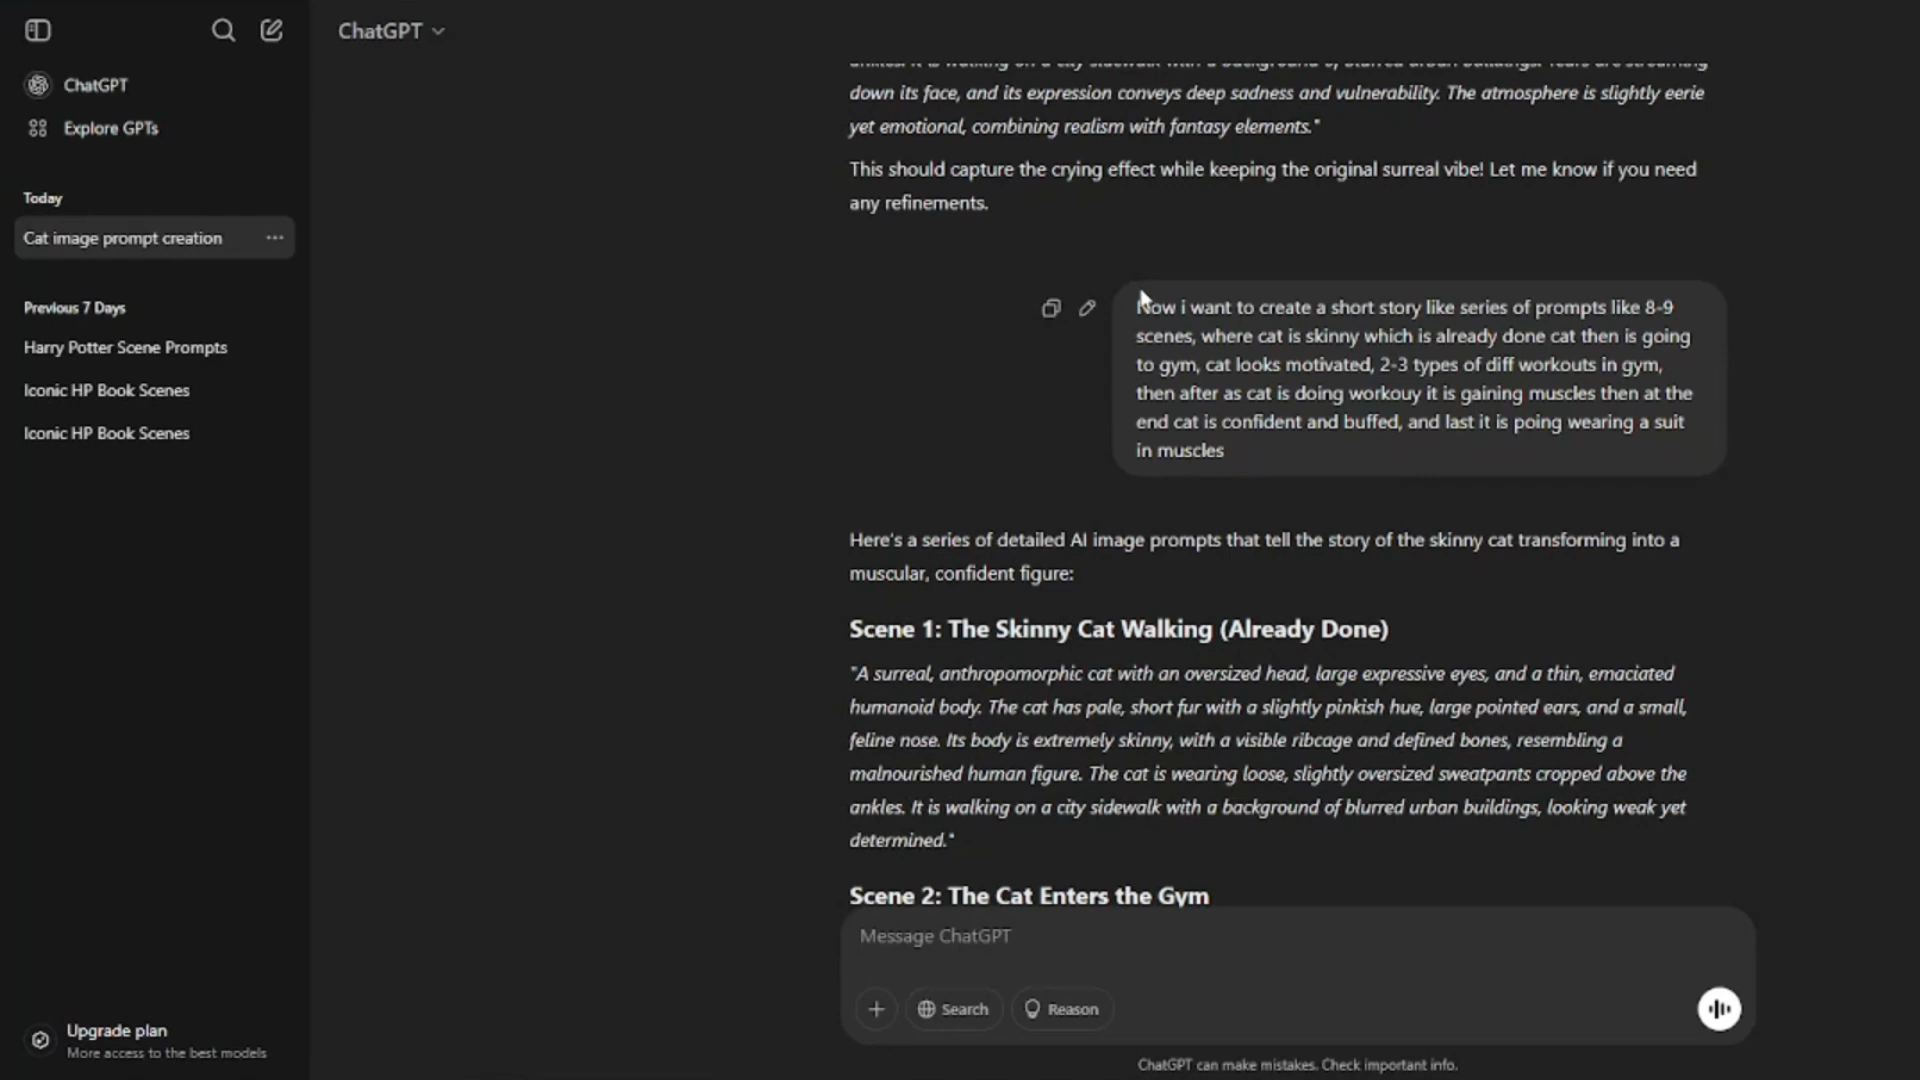 ChatGPT
ChatGPT
Explore GPTs
Today
Cat image prompt creation
Previous 7 Days
Harry Potter Scene Prompts
Iconic HP Book Scenes
Iconic HP Book Scenes
Upgrade plan
More access to the best models
down its face, and its expression conveys deep sadness and vulnerability. The atmosphere is slightly eerie
yet emotional, combining realism with fantasy elements."
This should capture the crying effect while keeping the original surreal vibe! Let me know if you need
any refinements.
Now i want to create a short story like series of prompts like 8-9
scenes, where cat is skinny which is already done cat then is going
to gym, cat looks motivated, 2-3 types of diff workouts in gym,
then after as cat is doing workouy it is gaining muscles then at the
end cat is confident and buffed, and last it is poing wearing a suit
in muscles
Here's a series of detailed AI image prompts that tell the story of the skinny cat transforming into a
muscular, confident figure:
Scene 1: The Skinny Cat Walking (Already Done)
"A surreal, anthropomorphic cat with an oversized head, large expressive eyes, and a thin, emaciated
humanoid body. The cat has pale, short fur with a slightly pinkish hue, large pointed ears, and a small,
feline nose. Its body is extremely skinny, with a visible ribcage and defined bones, resembling a
malnourished human figure. The cat is wearing loose, slightly oversized sweatpants cropped above the
ankles. It is walking on a city sidewalk with a background of blurred urban buildings, looking weak yet
determined."
Scene 2: The Cat Enters the Gym
Message ChatGPT
Search
Reason
ChatGPT can make mistakes. Check important info.